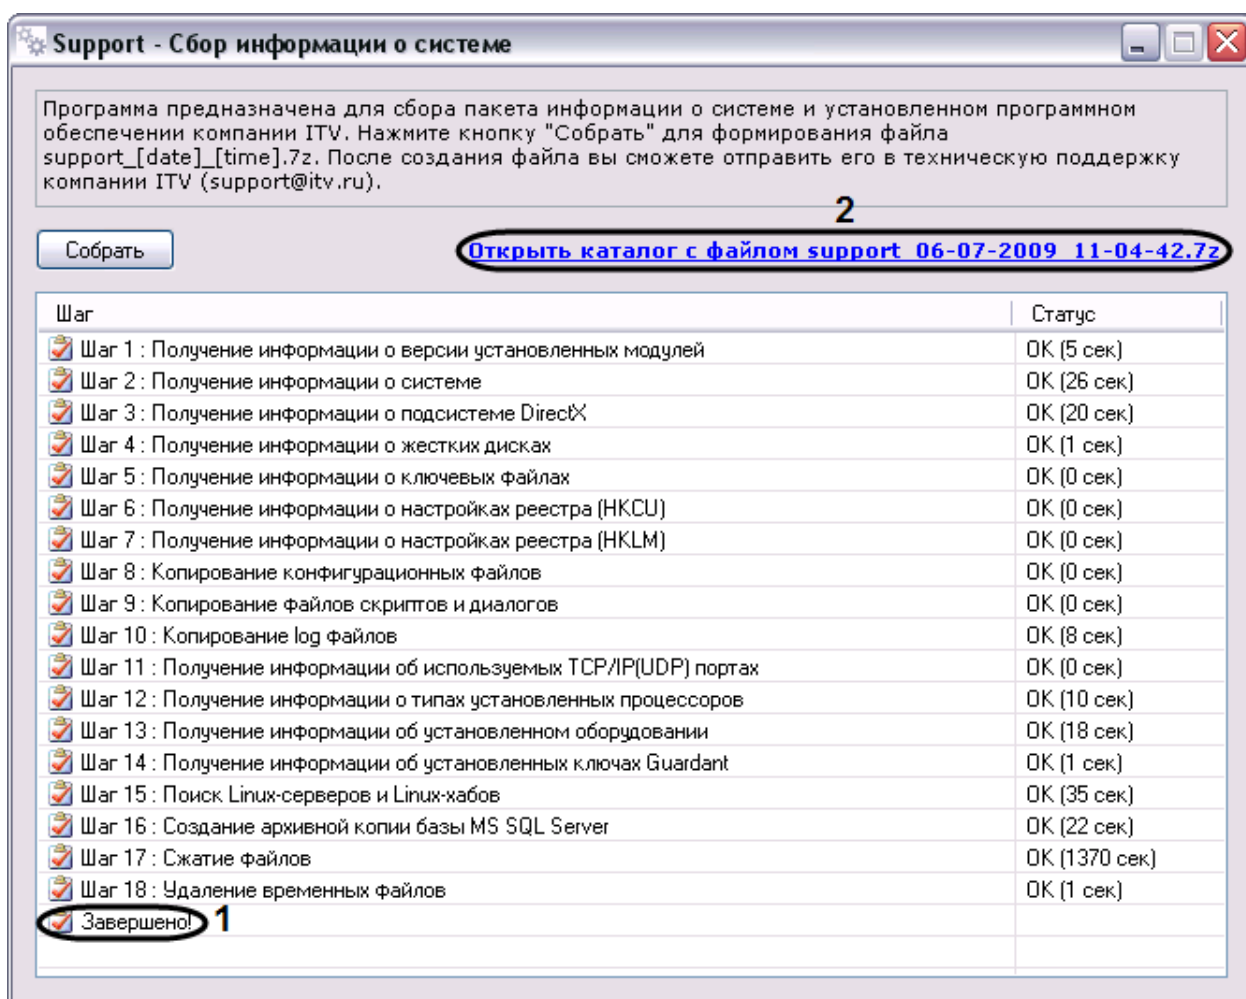 Support - Сбор информации о системе
Программа предназначена для сбора пакета информации о системе и установленном программном
обеспечении компании ITV. Нажмите кнопку "Собрать" для формирования файла
support_[date]_[time].7z. После создания файла вы сможете отправить его в техническую поддержку
компании ITV (support@itv.ru).
2
Собрать
Открыть каталог с файлом support_06-07-2009_11-04-42.7z
Шаг Статус
Шаг 1 : Получение информации о версии установленных модулей OK (5 сек)
Шаг 2 : Получение информации о системе OK (26 сек)
Шаг 3 : Получение информации о подсистеме DirectX OK (20 сек)
Шаг 4 : Получение информации о жестких дисках OK (1 сек)
Шаг 5 : Получение информации о ключевых файлах OK (0 сек)
Шаг 6 : Получение информации о настройках реестра (HKCU) OK (0 сек)
Шаг 7 : Получение информации о настройках реестра (HKLM) OK (0 сек)
Шаг 8 : Копирование конфигурационных файлов OK (0 сек)
Шаг 9 : Копирование файлов скриптов и диалогов OK (0 сек)
Шаг 10 : Копирование log файлов OK (8 сек)
Шаг 11 : Получение информации об используемых TCP/IP(UDP) портах OK (0 сек)
Шаг 12 : Получение информации о типах установленных процессоров OK (10 сек)
Шаг 13 : Получение информации об установленном оборудовании OK (18 сек)
Шаг 14 : Получение информации об установленных ключах Guardant OK (1 сек)
Шаг 15 : Поиск Linux-серверов и Linux-хабов OK (35 сек)
Шаг 16 : Создание архивной копии базы MS SQL Server OK (22 сек)
Шаг 17 : Сжатие файлов OK (1370 сек)
Шаг 18 : Удаление временных файлов OK (1 сек)
Завершено! 1